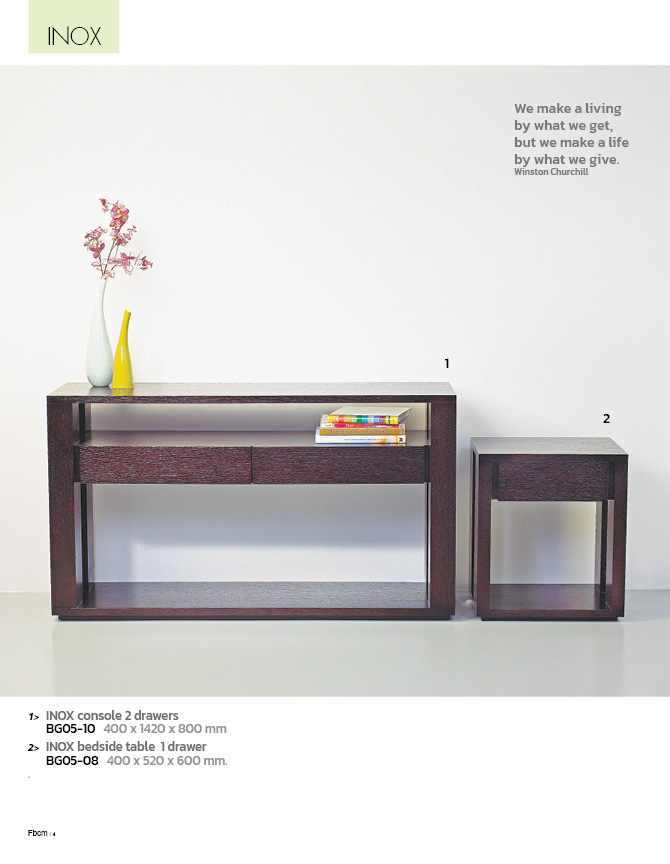 INOX
We make a living
by what we get,
but we make a life
by what we give.
Winston Churchill
1
2
1> INOX console 2 drawers
BG05-10 400 x 1420 x 800 mm
2> INOX bedside table 1 drawer
BG05-08 400 x 520 x 600 mm.
.
Fbcm : 4